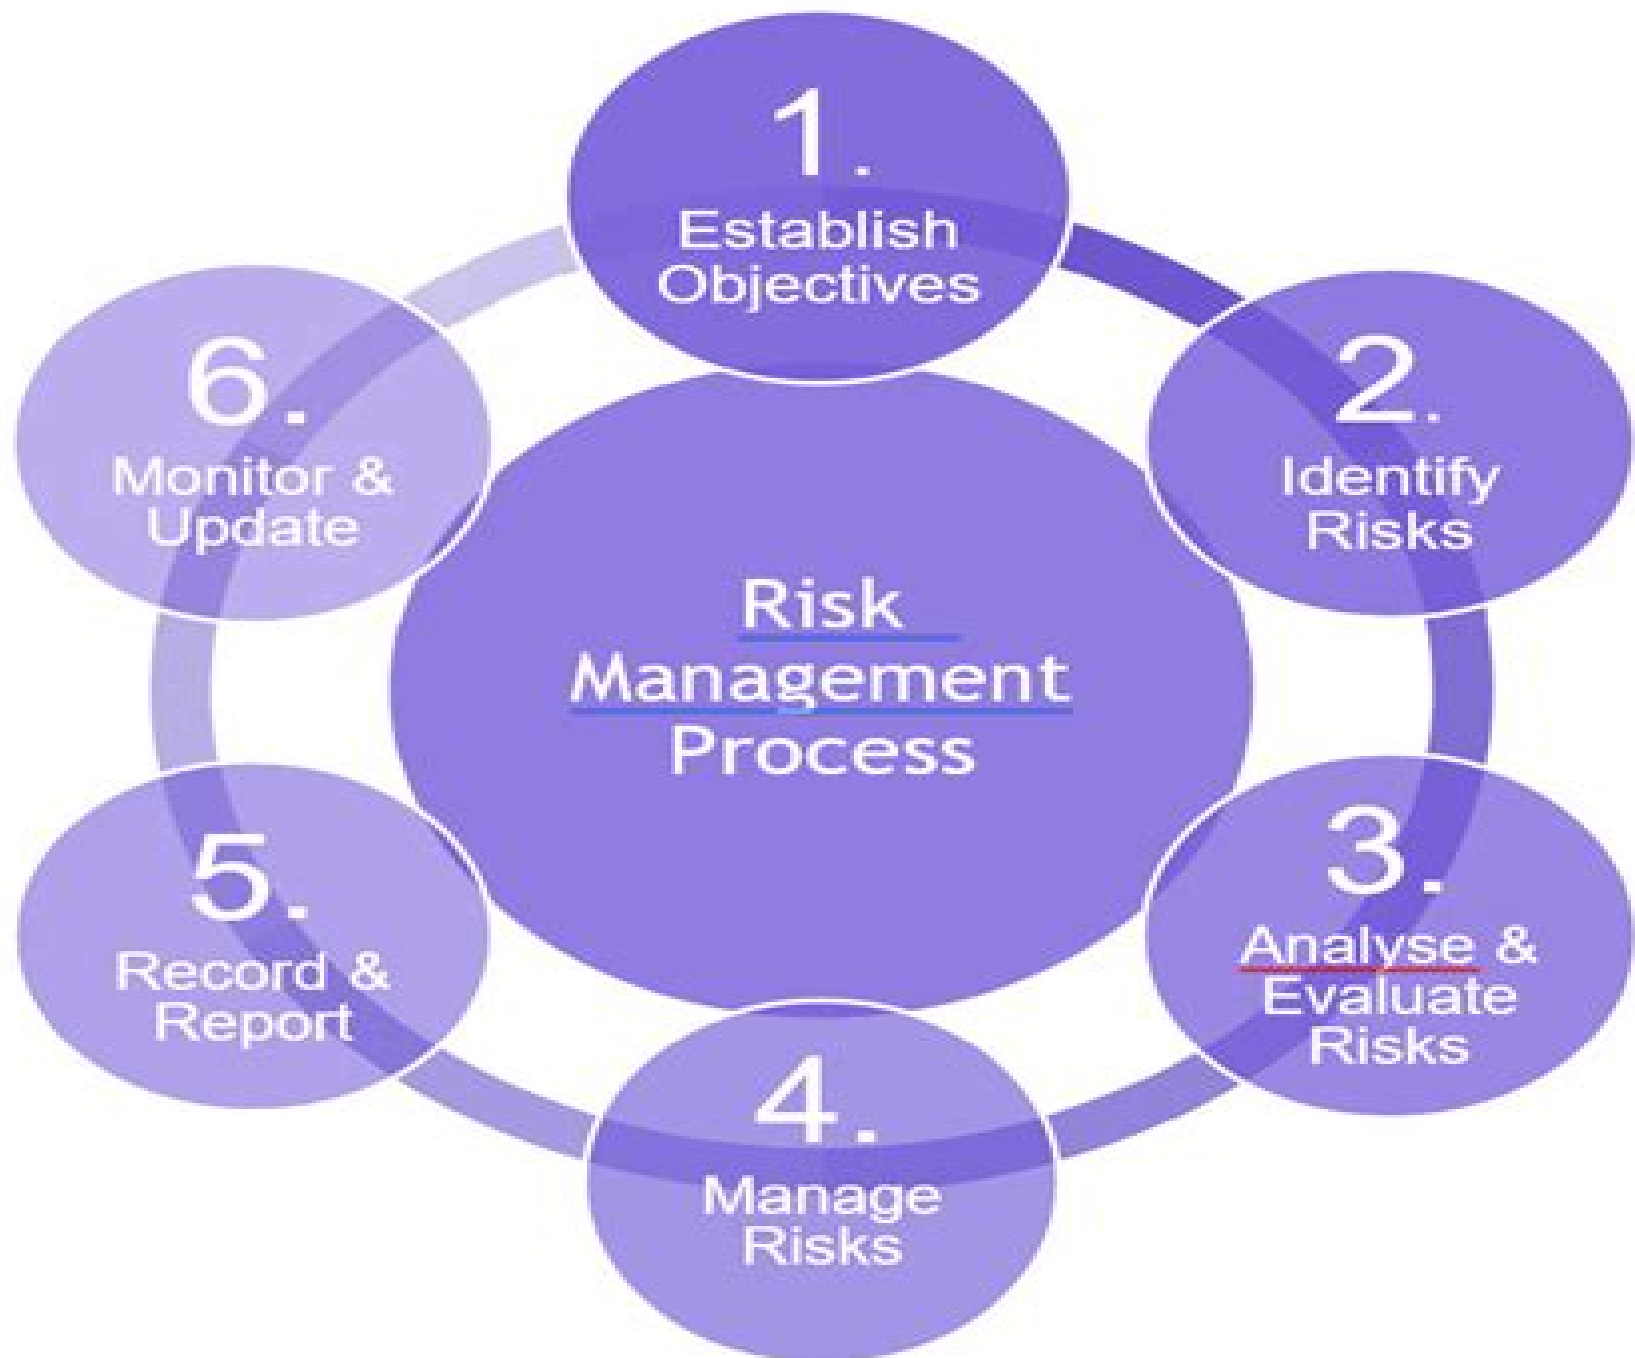 1.
Establish
Objectives
2.
Identify
Risks
3.
Analyse &
Evaluate
Risks
4.
Manage
Risks
5.
Record &
Report
6.
Monitor &
Update
Risk
Management
Process